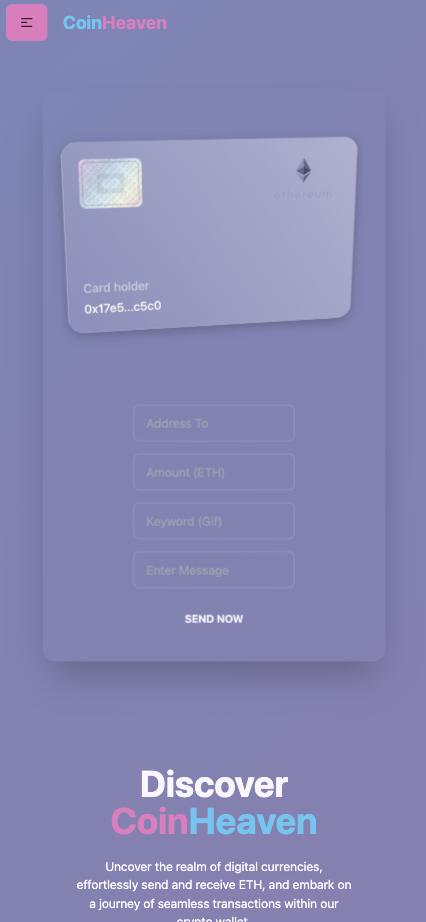 CoinHeaven
ethereum
Card holder
0x17e5...c5c0
Address To
Amount (ETH)
Keyword (Gif)
Enter Message
SEND NOW
Discover
CoinHeaven
Uncover the realm of digital currencies,
effortlessly send and receive ETH, and embark on
a journey of seamless transactions within our
crypto wallet